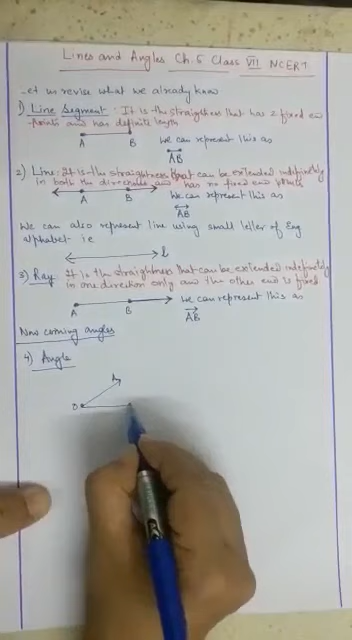 Lines and Angles Ch 5 Class VII NCERT
Let us revise what we already know
1) Line Segment : It is the straightness that has 2 fixed end
points and has definite length
A B we can represent this as
AB
2) Line :- It is the straightness that can be extended indefinitely
in both the directions and has no fixed end points
A B We can represent this as
AB
We can also represent line using small letter of Eng
alphabet i.e
l
3) Ray It is the straightness that can be extended indefinitely
in one direction only and the other end is fixed
A B we can represent this as
AB
Now coming angles
4) Angle
A
O